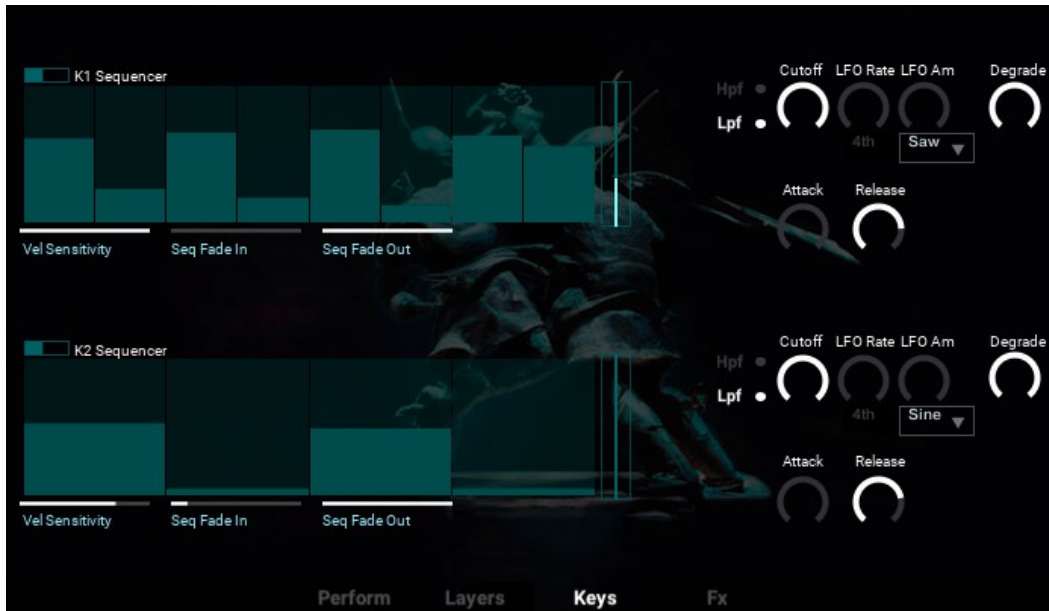 K1 Sequencer
Cutoff LFO Rate LFO Am Degrade
Hpf
Lpf
4th Saw
Attack Release
Vel Sensitivity Seq Fade In Seq Fade Out
K2 Sequencer
Cutoff LFO Rate LFO Am Degrade
Hpf
Lpf
4th Sine
Attack Release
Vel Sensitivity Seq Fade In Seq Fade Out
Perform Layers Keys Fx